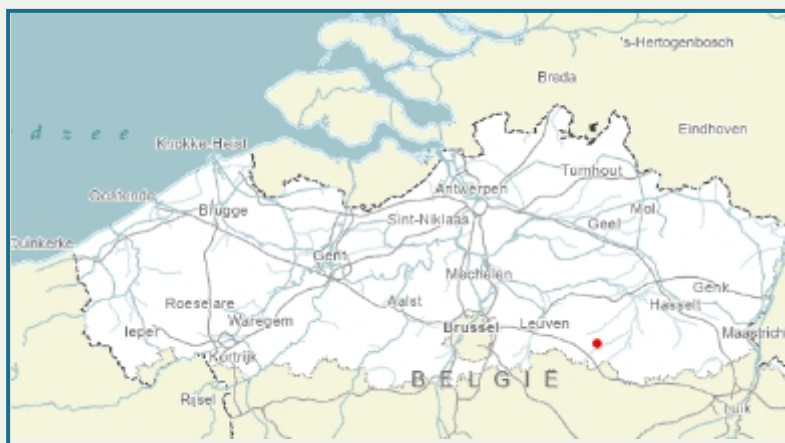 's-Hertogenbosch
Breda
d z e e
Eindhoven
Knokke-Heist
Turnhout
Antwerpen
Oostende
Brugge
Mol
Sint-Niklaas
Geel
Duinkerke
Gent
Mechelen
Genk
Roeselare
Aalst
Hasselt
Waregem
Brussel
Leuven
Ieper
Maastrich
Kortrijk
BELGIË
Rijsel
Luik